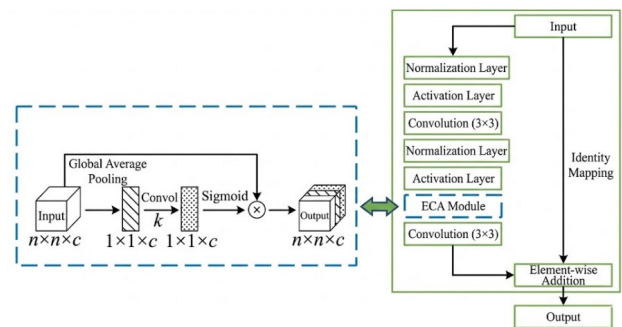 Global Average
Pooling
Input
n×n×c
1×1×c
Convol
k
1×1×c
Sigmoid
Output
n×n×c
Input
Normalization Layer
Activation Layer
Convolution (3×3)
Normalization Layer
Activation Layer
ECA Module
Convolution (3×3)
Identity
Mapping
Element-wise
Addition
Output